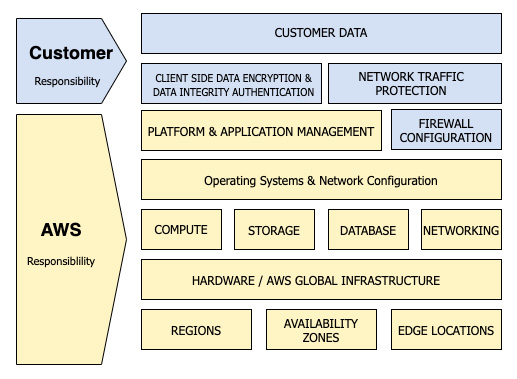 Customer
Responsibility
CUSTOMER DATA
CLIENT SIDE DATA ENCRYPTION &
DATA INTEGRITY AUTHENTICATION
NETWORK TRAFFIC
PROTECTION
AWS
Responsiblility
PLATFORM & APPLICATION MANAGEMENT
FIREWALL
CONFIGURATION
Operating Systems & Network Configuration
COMPUTE
STORAGE
DATABASE
NETWORKING
HARDWARE / AWS GLOBAL INFRASTRUCTURE
REGIONS
AVAILABILITY
ZONES
EDGE LOCATIONS